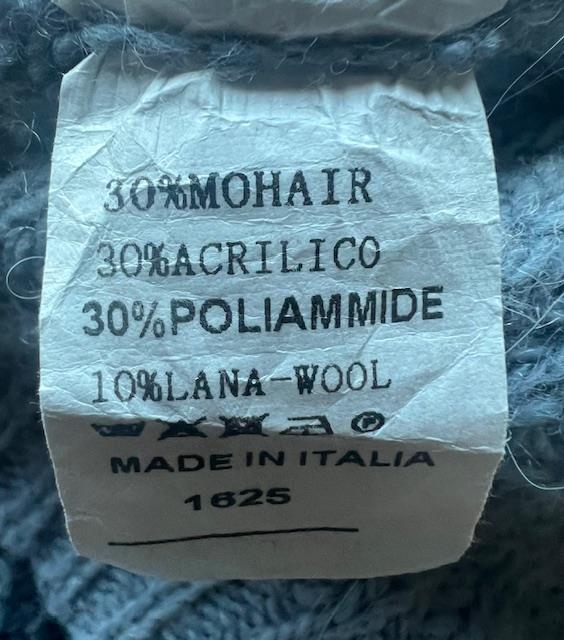 30%MOHAIR
30%ACRILICO
30%POLIAMMIDE
10%LANA-WOOL
P
MADE IN ITALIA
1625